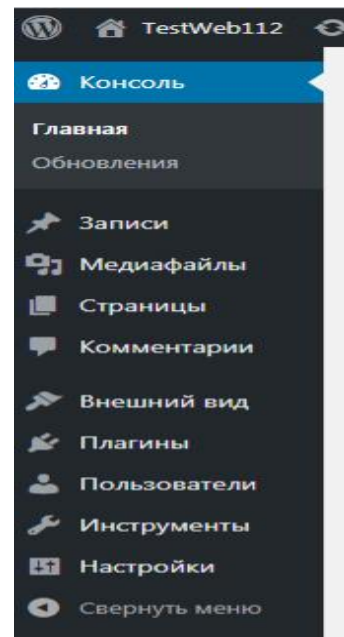 TestWeb112
Консоль
Главная
Обновления
Записи
Медиафайлы
Страницы
Комментарии
Внешний вид
Плагины
Пользователи
Инструменты
Настройки
Свернуть меню